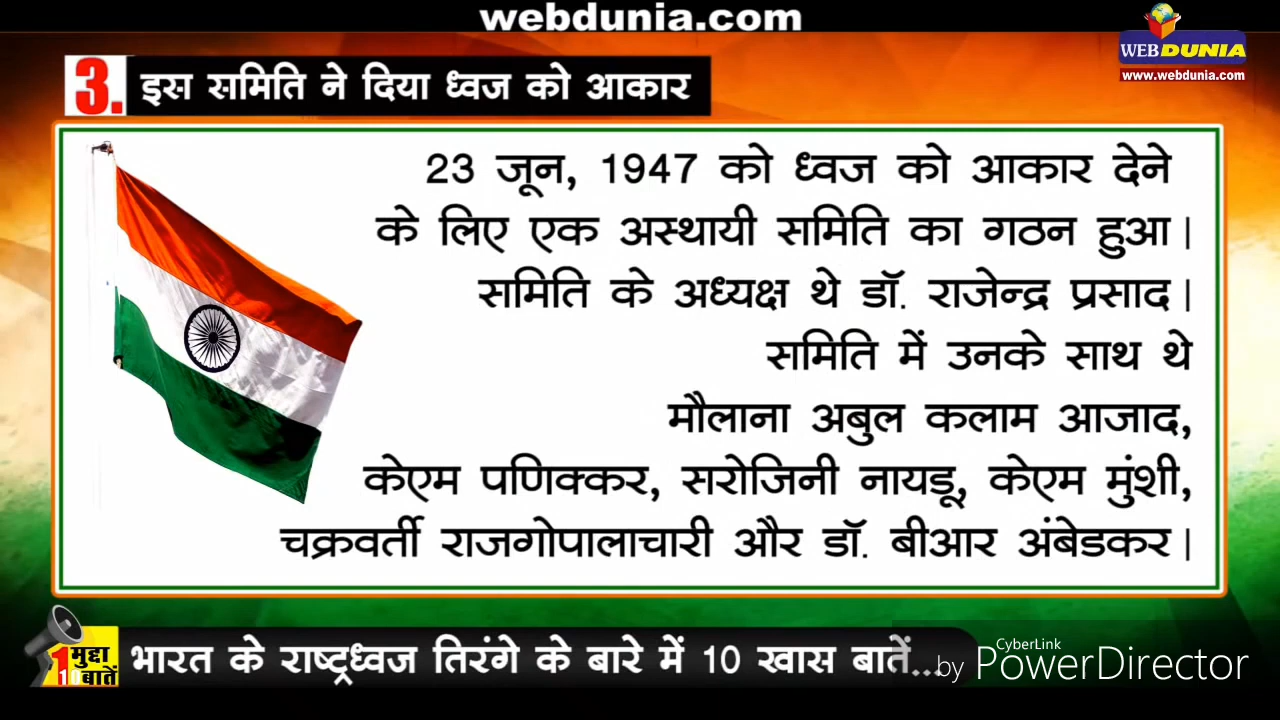 webdunia.com
WEBDUNIA
www.webdunia.com
3. इस समिति ने दिया ध्वज को आकार
23 जून, 1947 को ध्वज को आकार देने
के लिए एक अस्थायी समिति का गठन हुआ।
समिति के अध्यक्ष थे डॉ. राजेन्द्र प्रसाद।
समिति में उनके साथ थे
मौलाना अबुल कलाम आजाद,
केएम पणिक्कर, सरोजिनी नायडू, केएम मुंशी,
चक्रवर्ती राजगोपालाचारी और डॉ. बीआर अंबेडकर।
1 मुद्दा
10 बातें
भारत के राष्ट्रध्वज तिरंगे के बारे में 10 खास बातें...
CyberLink
by PowerDirector